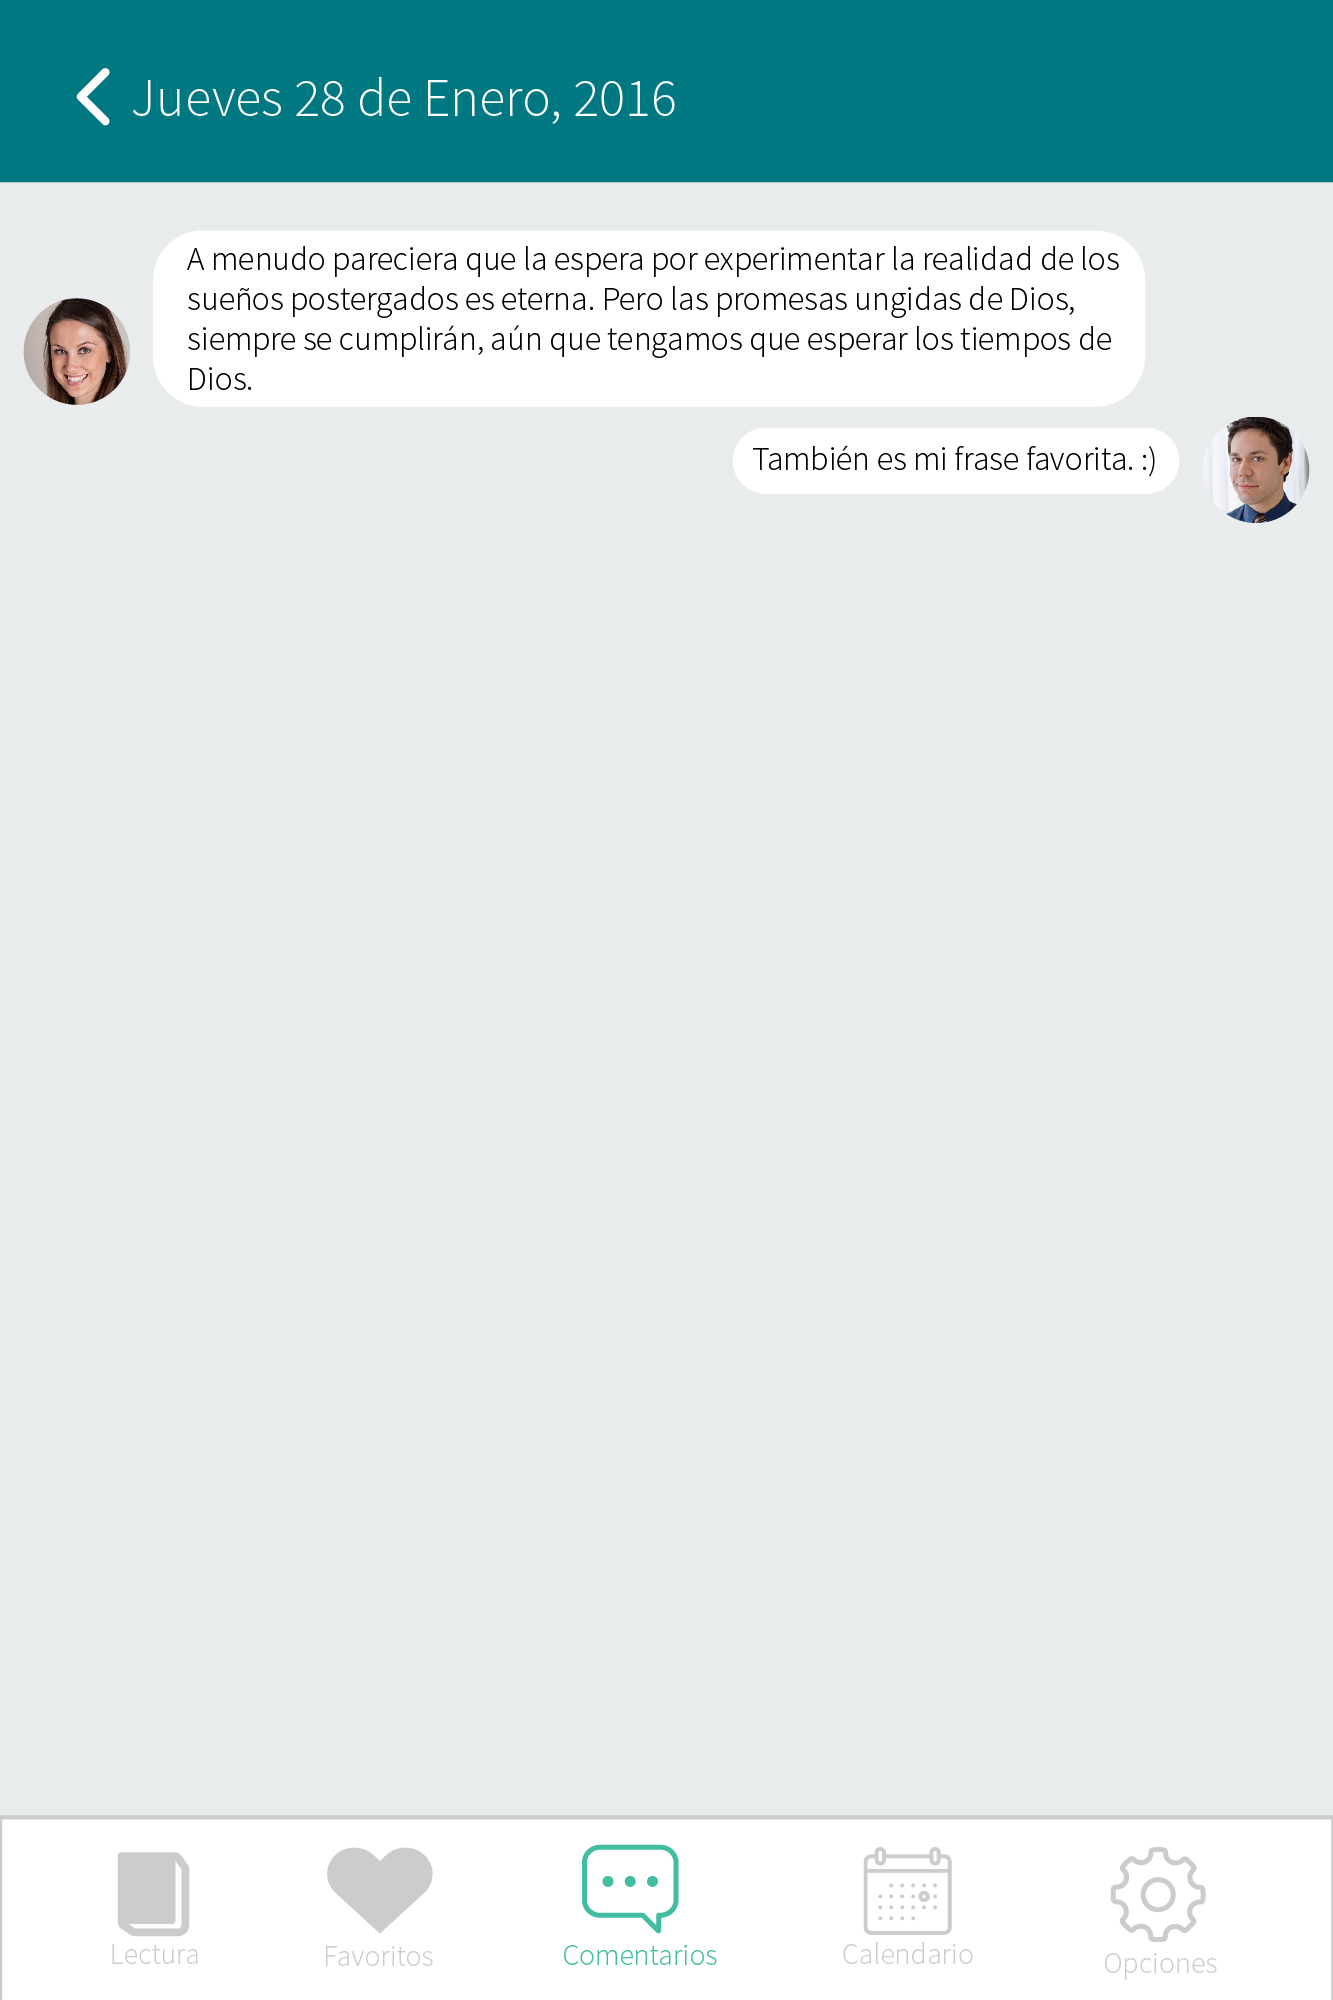 Jueves 28 de Enero, 2016
A menudo pareciera que la espera por experimentar la realidad de los
sueños postergados es eterna. Pero las promesas ungidas de Dios,
siempre se cumplirán, aún que tengamos que esperar los tiempos de
Dios.
También es mi frase favorita. :)
Lectura
Favoritos
Comentarios
Calendario
Opciones